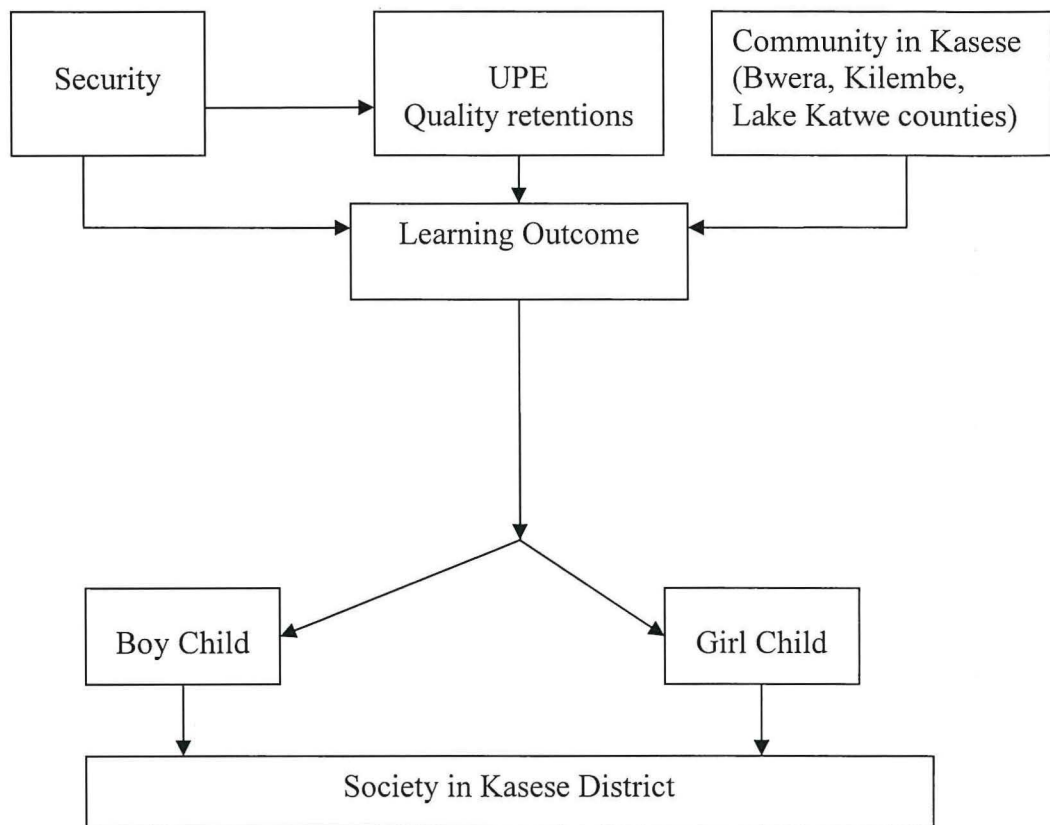 Security
UPE
Quality retentions
Community in Kasese
(Bwera, Kilembe,
Lake Katwe counties)
Learning Outcome
Boy Child
Girl Child
Society in Kasese District